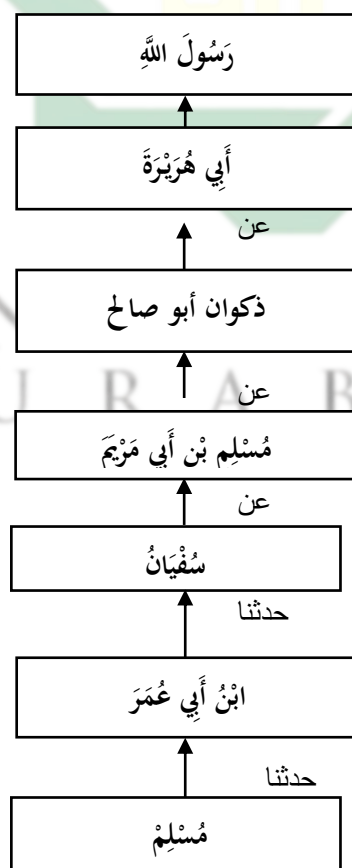 رَسُولَ اللَّهِ
أَبِي هُرَيْرَةَ
عن
ذكوان أبو صالح
عن
مُسْلِم بْن أَبِي مَرْيَمَ
عن
سُفْيَانُ
حدثنا
ابْنُ أَبِي عُمَرَ
حدثنا
مُسْلِمْ